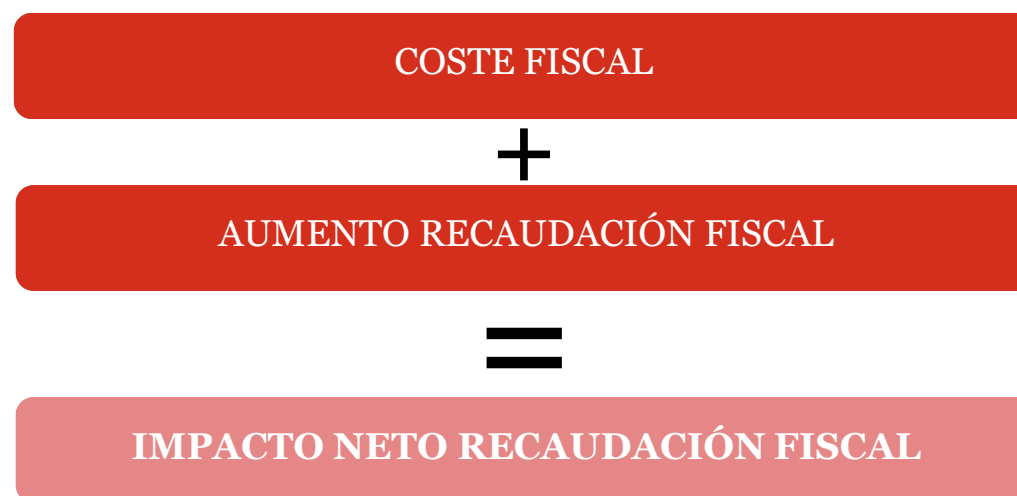 COSTE FISCAL
+
AUMENTO RECAUDACIÓN FISCAL
=
IMPACTO NETO RECAUDACIÓN FISCAL